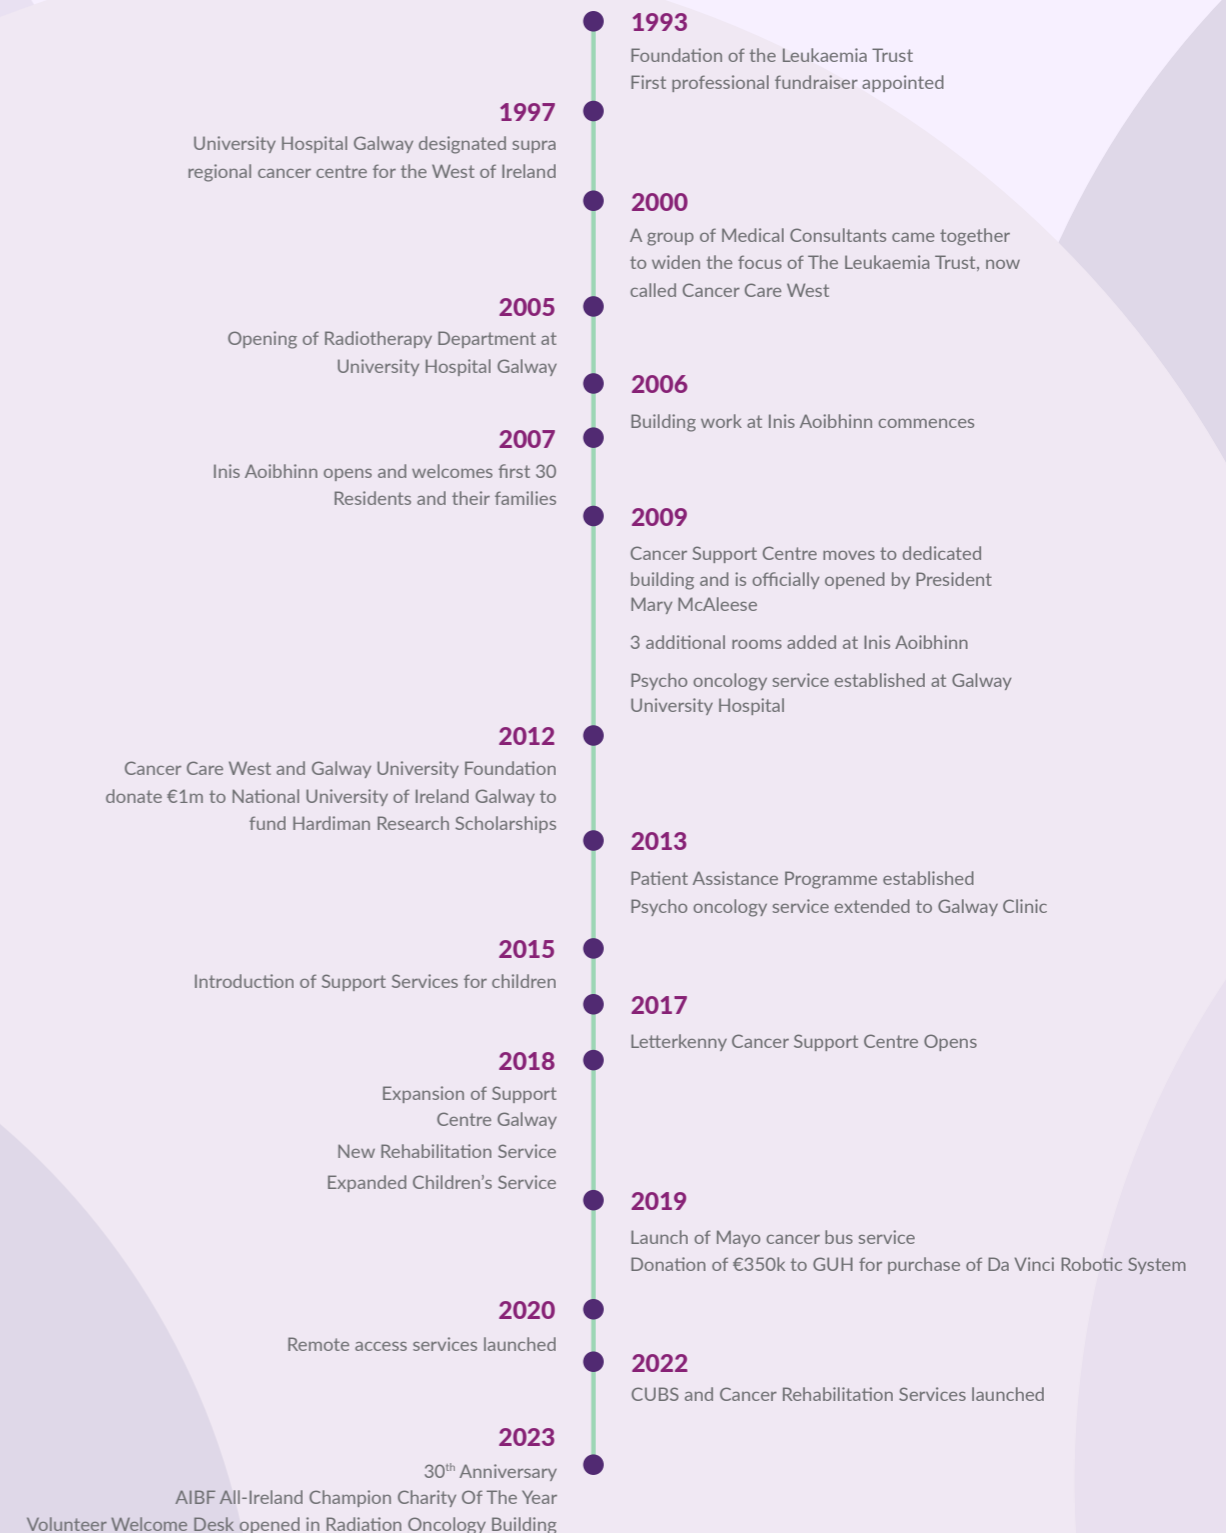 1993
Foundation of the Leukaemia Trust
First professional fundraiser appointed
1997
University Hospital Galway designated supra
regional cancer centre for the West of Ireland
2000
A group of Medical Consultants came together
to widen the focus of The Leukaemia Trust, now
called Cancer Care West
2005
Opening of Radiotherapy Department at
University Hospital Galway
2006
Building work at Inis Aoibhinn commences
2007
Inis Aoibhinn opens and welcomes first 30
Residents and their families
2009
Cancer Support Centre moves to dedicated
building and is officially opened by President
Mary McAleese
3 additional rooms added at Inis Aoibhinn
Psycho oncology service established at Galway
University Hospital
2012
Cancer Care West and Galway University Foundation
donate €1m to National University of Ireland Galway to
fund Hardiman Research Scholarships
2013
Patient Assistance Programme established
Psycho oncology service extended to Galway Clinic
2015
Introduction of Support Services for children
2017
Letterkenny Cancer Support Centre Opens
2018
Expansion of Support
Centre Galway
New Rehabilitation Service
Expanded Children's Service
2019
Launch of Mayo cancer bus service
Donation of €350k to GUH for purchase of Da Vinci Robotic System
2020
Remote access services launched
2022
CUBS and Cancer Rehabilitation Services launched
2023
30th Anniversary
AIBF All-Ireland Champion Charity Of The Year
Volunteer Welcome Desk opened in Radiation Oncology Building